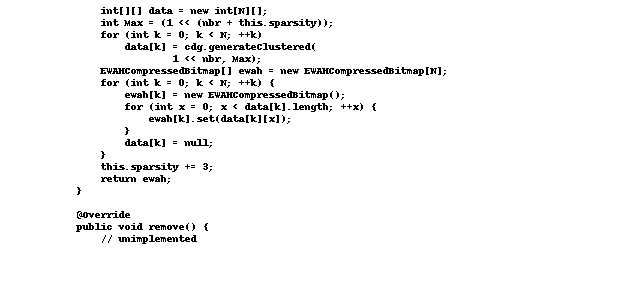 int[][] data = new int[N][];
int Max = (1 << (nbr + this.sparsity));
for (int k = 0; k < N; ++k)
data[k] = cdg.generateClustered(
1 << nbr, Max);
EWAHCompressedBitmap[] ewah = new EWAHCompressedBitmap[N];
for (int k = 0; k < N; ++k) {
ewah[k] = new EWAHCompressedBitmap();
for (int x = 0; x < data[k].length; ++x) {
ewah[k].set(data[k][x]);
}
data[k] = null;
}
this.sparsity += 3;
return ewah;
}
@Override
public void remove() {
// unimplemented